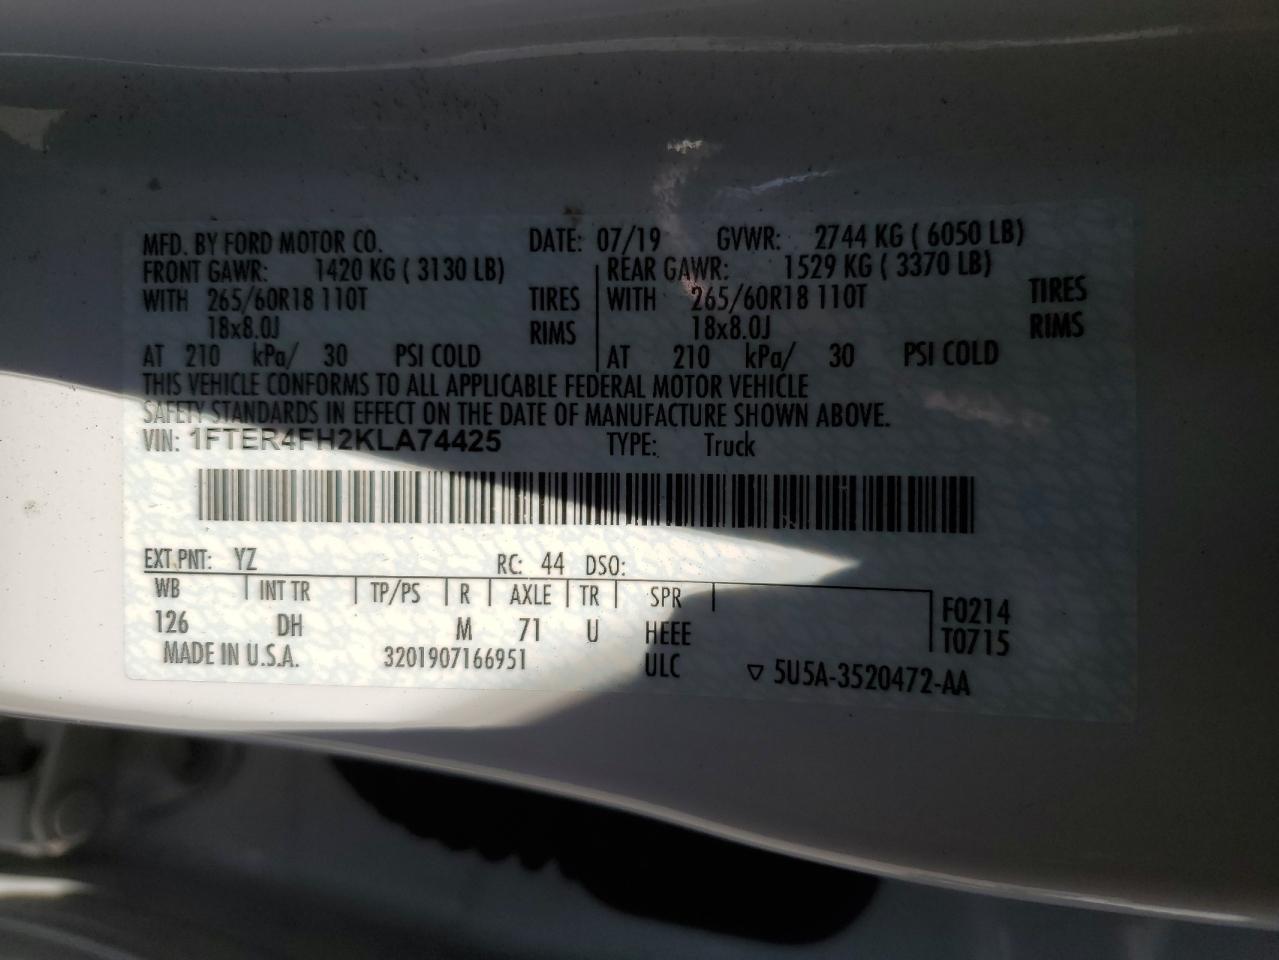 MFD. BY FORD MOTOR CO. DATE: 07/19 GVWR: 2744 KG ( 6050 LB)
FRONT GAWR: 1420 KG ( 3130 LB) REAR GAWR: 1529 KG ( 3370 LB)
WITH 265/60R18 110T TIRES WITH 265/60R18 110T TIRES
18x8.0J RIMS 18x8.0J RIMS
AT 210 kPa/ 30 PSI COLD AT 210 kPa/ 30 PSI COLD
THIS VEHICLE CONFORMS TO ALL APPLICABLE FEDERAL MOTOR VEHICLE
SAFETY STANDARDS IN EFFECT ON THE DATE OF MANUFACTURE SHOWN ABOVE.
VIN: 1FTER4FH2KLA74425 TYPE: Truck
EXT PNT: YZ RC: 44 DSO:
WB INT TR TP/PS R AXLE TR SPR F0214
126 DH M 71 U HEEE T0715
MADE IN U.S.A. 3201907166951 ULC ▽ 5U5A-3520472-AA